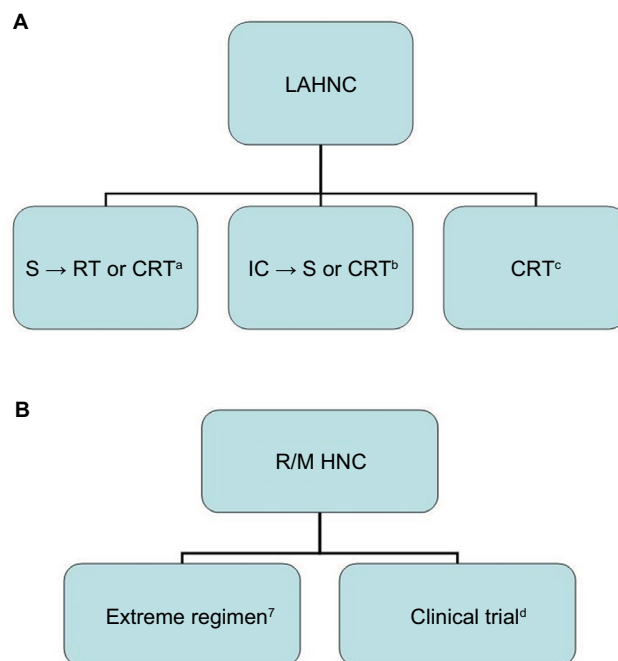 A
LAHNC
S → RT or CRTᵃ
IC → S or CRTᵇ
CRTᶜ
B
R/M HNC
Extreme regimen⁷
Clinical trialᵈ